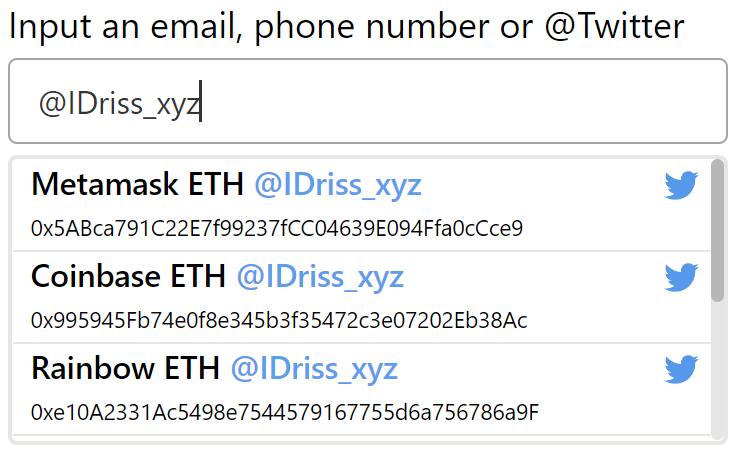 Input an email, phone number or @Twitter
@IDriss_xyz
Metamask ETH @IDriss_xyz
0x5ABca791C22E7f99237fCC04639E094Ffa0cCce9
Coinbase ETH @IDriss_xyz
0x995945Fb74e0f8e345b3f35472c3e07202Eb38Ac
Rainbow ETH @IDriss_xyz
0xe10A2331Ac5498e7544579167755d6a756786a9F